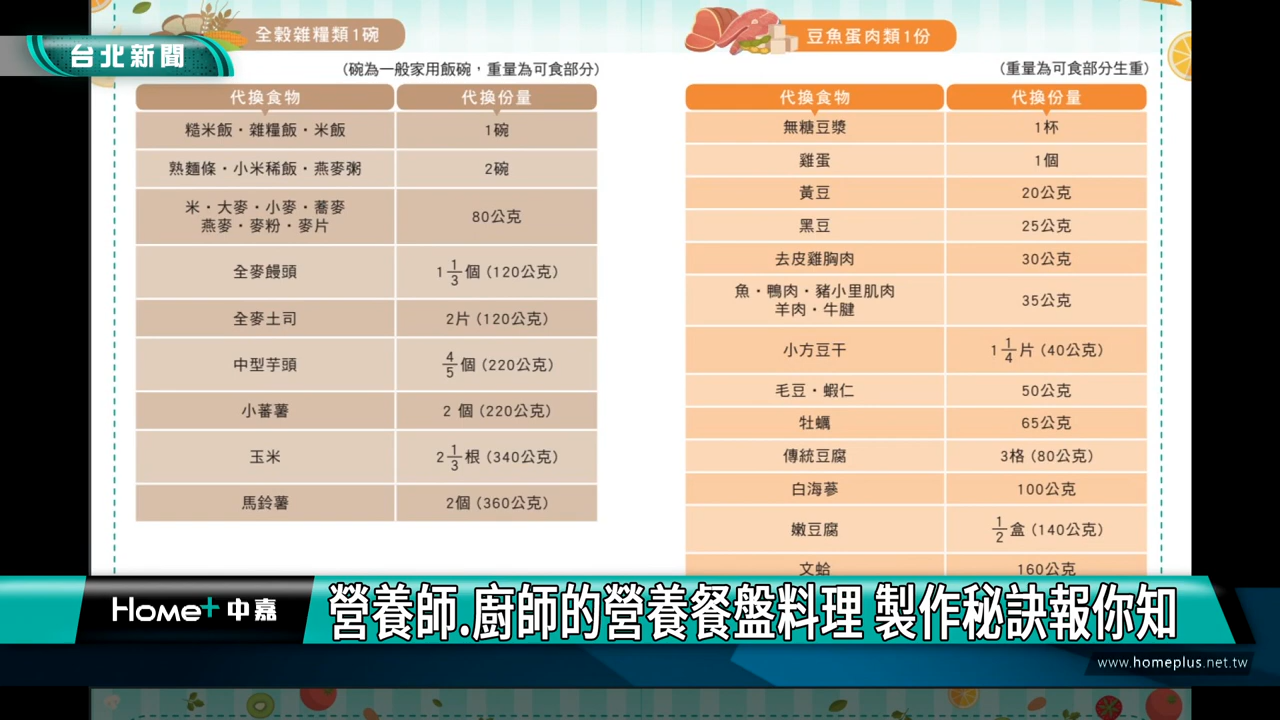 台北新聞
全穀雜糧類1碗
(碗為一般家用飯碗,重量為可食部分)
代換食物 代換份量
糙米飯・雜糧飯・米飯 1碗
熟麵條・小米稀飯・燕麥粥 2碗
米・大麥・小麥・蕎麥
燕麥・麥粉・麥片 80公克
全麥饅頭 1 1/3 個 (120公克)
全麥土司 2片 (120公克)
中型芋頭 4/5 個 (220公克)
小蕃薯 2 個 (220公克)
玉米 2 1/3 根 (340公克)
馬鈴薯 2個 (360公克)
豆魚蛋肉類1份
(重量為可食部分生重)
代換食物 代換份量
無糖豆漿 1杯
雞蛋 1個
黃豆 20公克
黑豆 25公克
去皮雞胸肉 30公克
魚・鴨肉・豬小里肌肉
羊肉・牛腱 35公克
小方豆干 1 1/4 片 (40公克)
毛豆・蝦仁 50公克
牡蠣 65公克
傳統豆腐 3格 (80公克)
白海蔘 100公克
嫩豆腐 1/2 盒 (140公克)
文蛤 160公克
Home+ 中嘉
營養師.廚師的營養餐盤料理 製作秘訣報你知
www.homeplus.net.tw